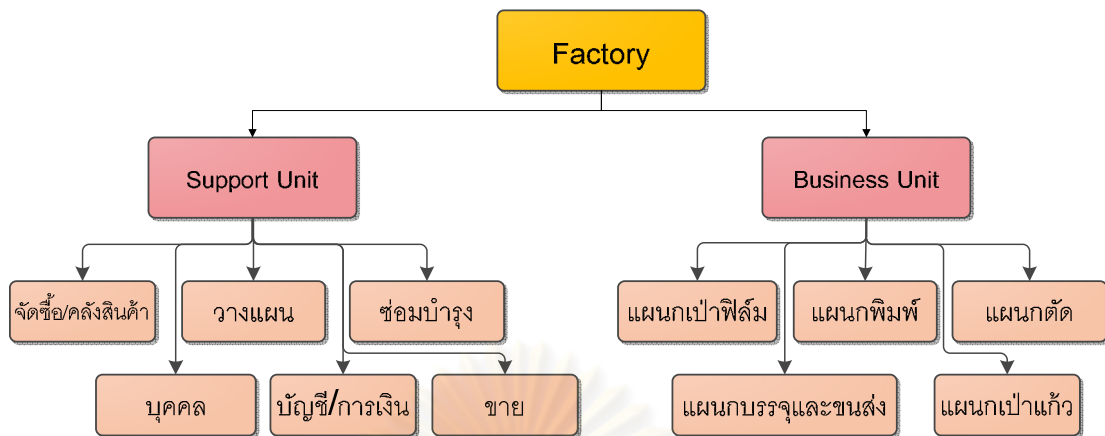 Factory
Support Unit
Business Unit
จัดซื้อ/คลังสินค้า
วางแผน
ซ่อมบำรุง
แผนกเป่าฟิล์ม
แผนกพิมพ์
แผนกตัด
บุคคล
บัญชี/การเงิน
ขาย
แผนกบรรจุและขนส่ง
แผนกเป่าแก้ว